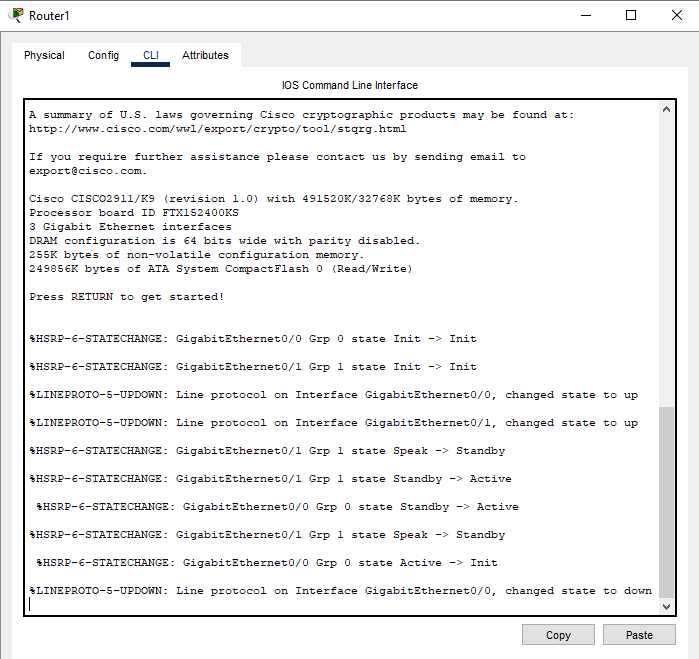 Router1
Physical Config CLI Attributes
IOS Command Line Interface
A summary of U.S. laws governing Cisco cryptographic products may be found at:
http://www.cisco.com/wwl/export/crypto/tool/stqrg.html
If you require further assistance please contact us by sending email to
export@cisco.com.
Cisco CISCO2911/K9 (revision 1.0) with 491520K/32768K bytes of memory.
Processor board ID FTX152400KS
3 Gigabit Ethernet interfaces
DRAM configuration is 64 bits wide with parity disabled.
255K bytes of non-volatile configuration memory.
249856K bytes of ATA System CompactFlash 0 (Read/Write)
Press RETURN to get started!
%HSRP-6-STATECHANGE: GigabitEthernet0/0 Grp 0 state Init -> Init
%HSRP-6-STATECHANGE: GigabitEthernet0/1 Grp 1 state Init -> Init
%LINEPROTO-5-UPDOWN: Line protocol on Interface GigabitEthernet0/0, changed state to up
%LINEPROTO-5-UPDOWN: Line protocol on Interface GigabitEthernet0/1, changed state to up
%HSRP-6-STATECHANGE: GigabitEthernet0/1 Grp 1 state Speak -> Standby
%HSRP-6-STATECHANGE: GigabitEthernet0/1 Grp 1 state Standby -> Active
%HSRP-6-STATECHANGE: GigabitEthernet0/0 Grp 0 state Standby -> Active
%HSRP-6-STATECHANGE: GigabitEthernet0/1 Grp 1 state Speak -> Standby
%HSRP-6-STATECHANGE: GigabitEthernet0/0 Grp 0 state Active -> Init
%LINEPROTO-5-UPDOWN: Line protocol on Interface GigabitEthernet0/0, changed state to down
Copy Paste